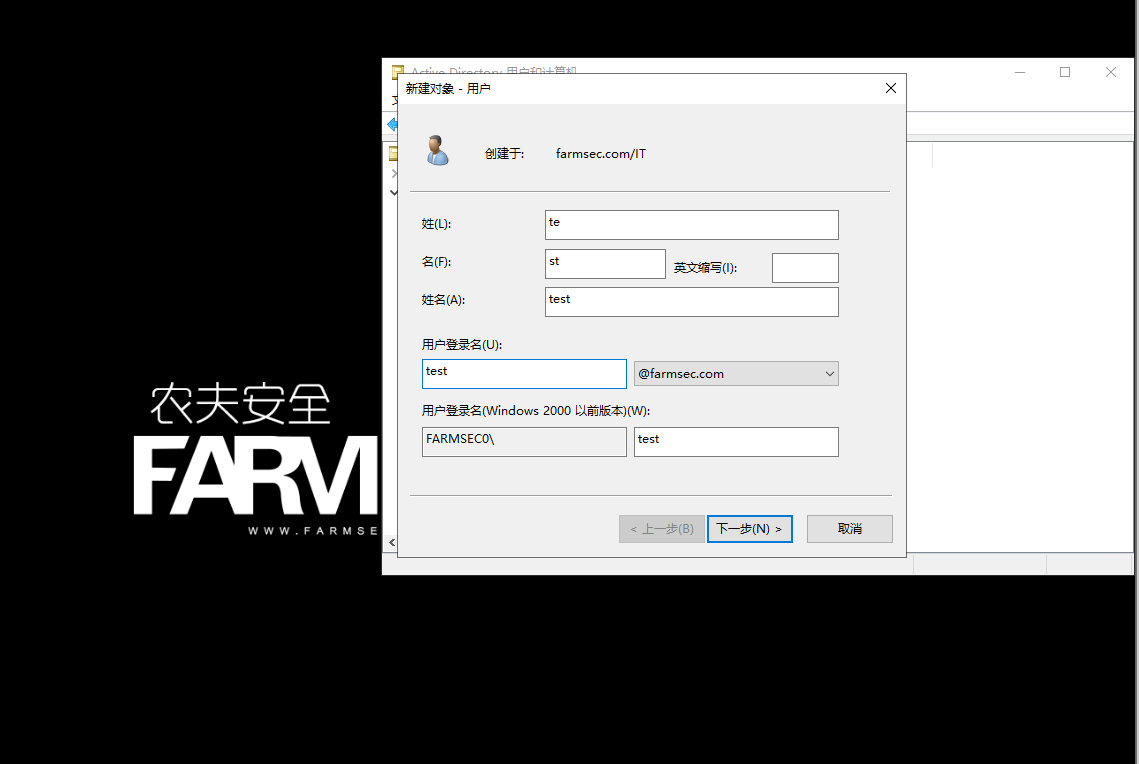 Active Directory 用户和计算机
新建对象 - 用户
创建于: farmsec.com/IT
姓(L): te
名(F): st 英文缩写(I):
姓名(A): test
用户登录名(U):
test @farmsec.com
用户登录名(Windows 2000 以前版本)(W):
FARMSEC0\ test
< 上一步(B) 下一步(N) > 取消
农夫安全
FARM
WWW.FARMSE